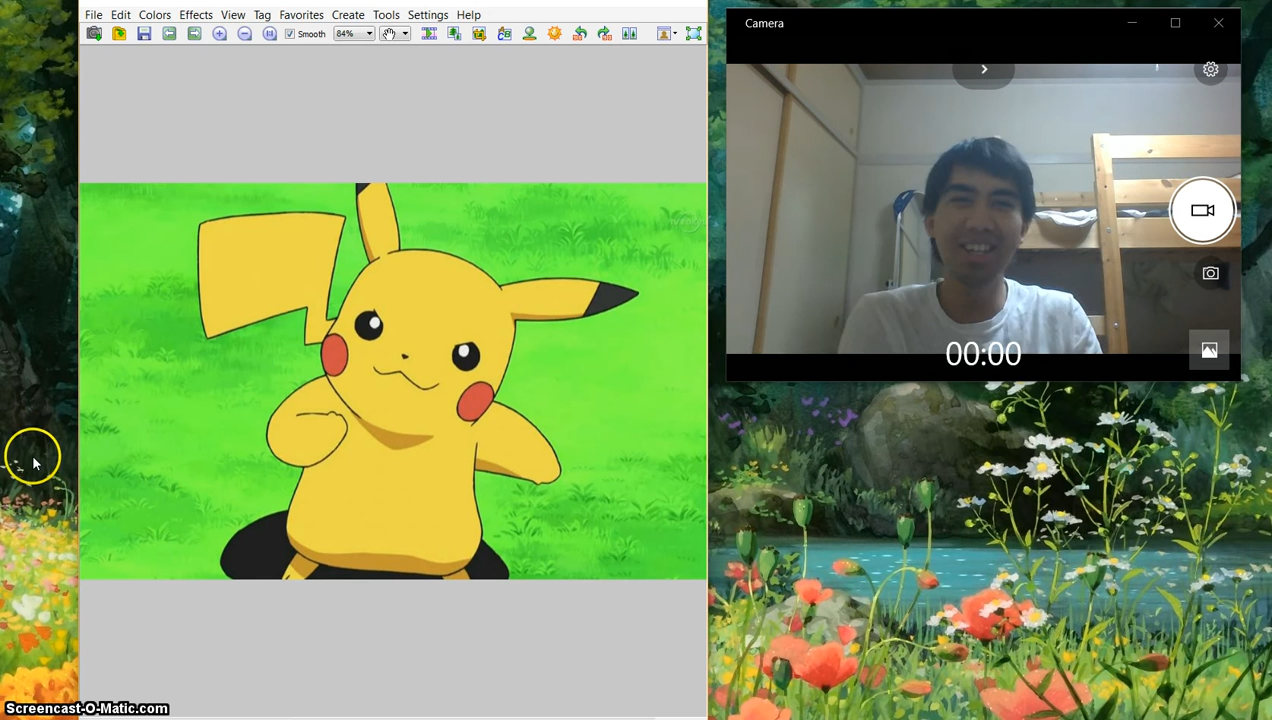 File Edit Colors Effects View Tag Favorites Create Tools Settings Help
Smooth 84%
Camera
00:00
Screencast-O-Matic.com